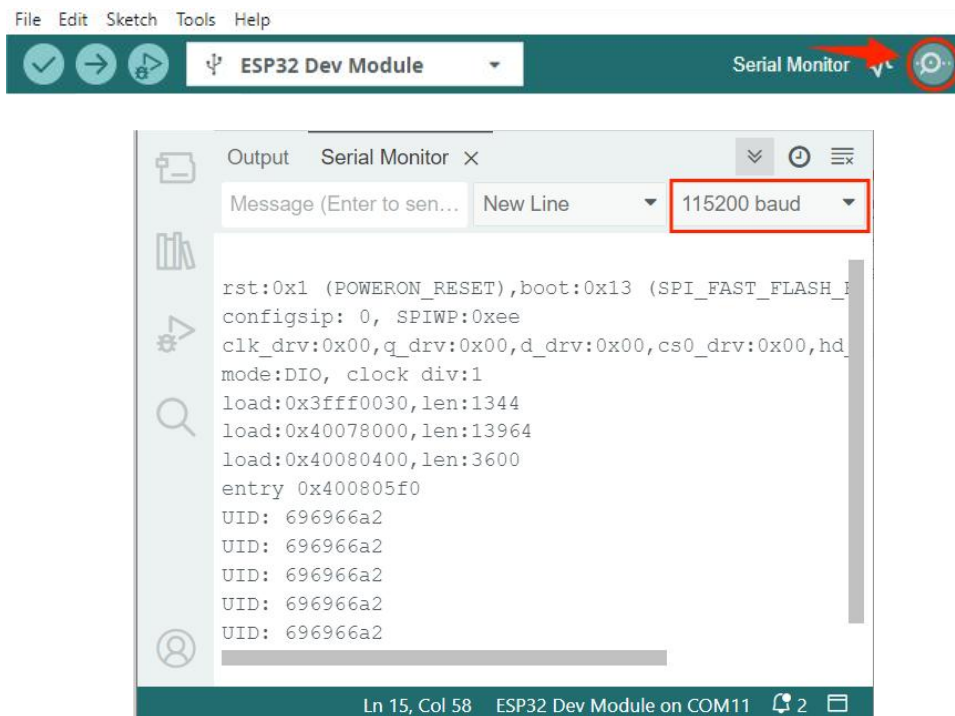 File Edit Sketch Tools Help
ESP32 Dev Module Serial Monitor
Output Serial Monitor ×
Message (Enter to sen... New Line 115200 baud
rst:0x1 (POWERON_RESET),boot:0x13 (SPI_FAST_FLASH_
configsip: 0, SPIWP:0xee
clk_drv:0x00,q_drv:0x00,d_drv:0x00,cs0_drv:0x00,hd_
mode:DIO, clock div:1
load:0x3fff0030,len:1344
load:0x40078000,len:13964
load:0x40080400,len:3600
entry 0x400805f0
UID: 696966a2
UID: 696966a2
UID: 696966a2
UID: 696966a2
UID: 696966a2
Ln 15, Col 58 ESP32 Dev Module on COM11 2